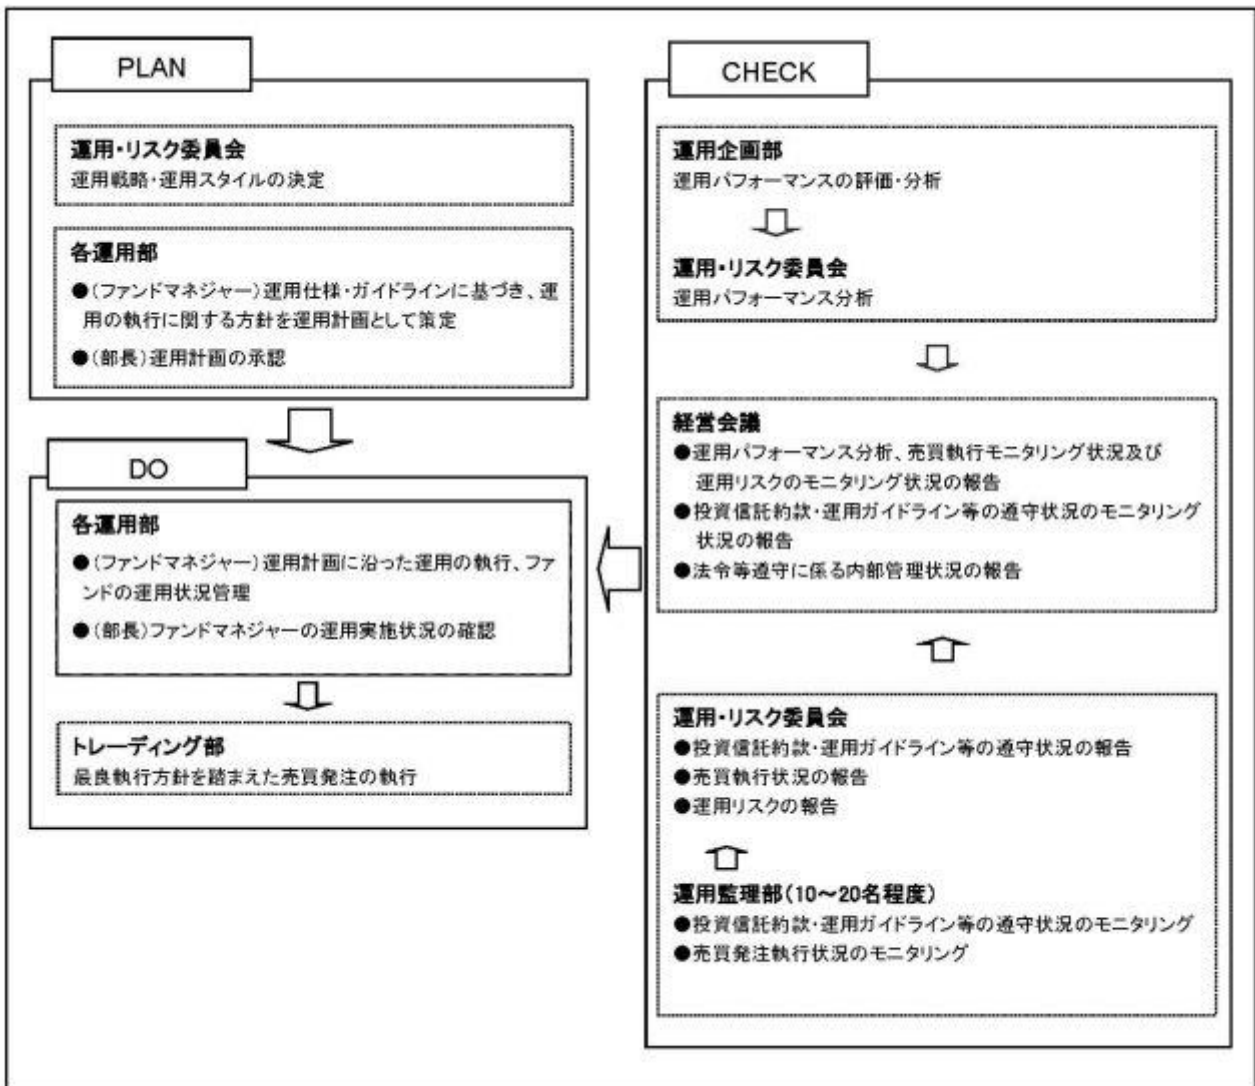 PLAN
運用・リスク委員会
運用戦略・運用スタイルの決定
各運用部
●(ファンドマネジャー)運用仕様・ガイドラインに基づき、運
用の執行に関する方針を運用計画として策定
●(部長)運用計画の承認
DO
各運用部
●(ファンドマネジャー)運用計画に沿った運用の執行、ファ
ンドの運用状況管理
●(部長)ファンドマネジャーの運用実施状況の確認
トレーディング部
最良執行方針を踏まえた売買発注の執行
CHECK
運用企画部
運用パフォーマンスの評価・分析
運用・リスク委員会
運用パフォーマンス分析
経営会議
●運用パフォーマンス分析、売買執行モニタリング状況及び
運用リスクのモニタリング状況の報告
●投資信託約款・運用ガイドライン等の遵守状況のモニタリング
状況の報告
●法令等遵守に係る内部管理状況の報告
運用・リスク委員会
●投資信託約款・運用ガイドライン等の遵守状況の報告
●売買執行状況の報告
●運用リスクの報告
運用監理部(10～20名程度)
●投資信託約款・運用ガイドライン等の遵守状況のモニタリング
●売買発注執行状況のモニタリング